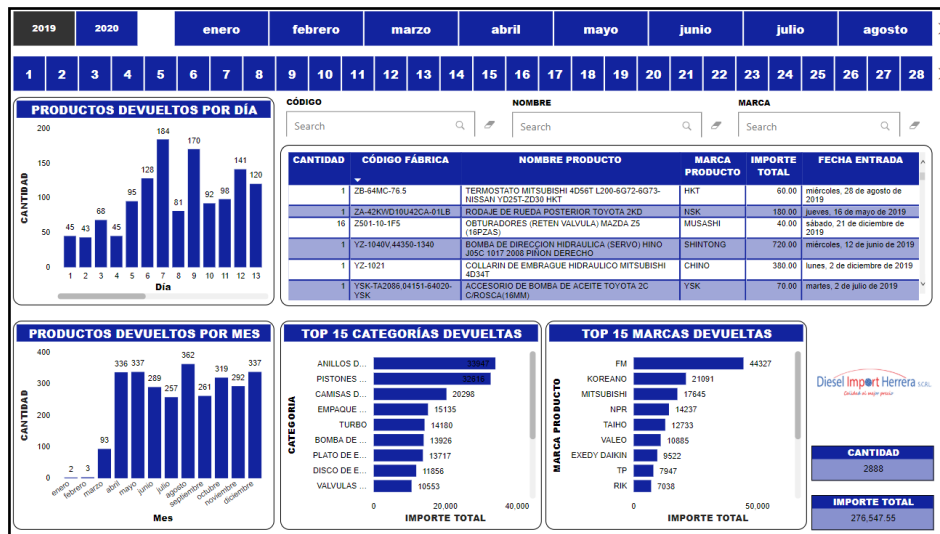 2019 2020 enero febrero marzo abril mayo junio julio agosto
1 2 3 4 5 6 7 8 9 10 11 12 13 14 15 16 17 18 19 20 21 22 23 24 25 26 27 28
PRODUCTOS DEVUELTOS POR DÍA
CANTIDAD
200
150
100
50
0
45 43 68 45 95 128 184 81 170 92 98 141 120
1 2 3 4 5 6 7 8 9 10 11 12 13
Día
CÓDIGO NOMBRE MARCA
Search Search Search
CANTIDAD CÓDIGO FÁBRICA NOMBRE PRODUCTO MARCA PRODUCTO IMPORTE TOTAL FECHA ENTRADA
1 ZB-64MC-76.5 TERMOSTATO MITSUBISHI 4D56T L200-6G72-6G73- HKT 60.00 miércoles, 28 de agosto de
NISSAN YD25T-ZD30 HKT 2019
1 ZA-42KWD10U42CA-01LB RODAJE DE RUEDA POSTERIOR TOYOTA 2KD NSK 180.00 jueves, 16 de mayo de 2019
16 Z501-10-1F5 OBTURADORES (RETEN VALVULA) MAZDA Z5 MUSASHI 40.00 sábado, 21 de diciembre de
(16PZAS) 2019
1 YZ-1040V,44350-1340 BOMBA DE DIRECCION HIDRAULICA (SERVO) HINO SHINTONG 720.00 miércoles, 12 de junio de 2019
J05C 1017 2008 PIÑON DERECHO
1 YZ-1021 COLLARIN DE EMBRAGUE HIDRAULICO MITSUBISHI CHINO 380.00 lunes, 2 de diciembre de 2019
4D34T
1 YSK-TA2086,04151-64020- ACCESORIO DE BOMBA DE ACEITE TOYOTA 2C YSK 70.00 martes, 2 de julio de 2019
YSK C/ROSCA(16MM)
PRODUCTOS DEVUELTOS POR MES
CANTIDAD
400
300
200
100
0
2 3 93 336 337 289 257 362 261 319 292 337
enero febrero marzo abril mayo junio julio agosto septiembre octubre noviembre diciembre
Mes
TOP 15 CATEGORÍAS DEVUELTAS
CATEGORIA
ANILLOS D... 33947
PISTONES ... 32616
CAMISAS D... 20298
EMPAQUE ... 15135
TURBO 14180
BOMBA DE ... 13926
PLATO DE E... 13717
DISCO DE E... 11856
VALVULAS ... 10553
0 20,000 40,000
IMPORTE TOTAL
TOP 15 MARCAS DEVUELTAS
MARCA PRODUCTO
FM 44327
KOREANO 21091
MITSUBISHI 17645
NPR 14237
TAIHO 12733
VALEO 10885
EXEDY DAIKIN 9522
TP 7947
RIK 7038
0 50,000
IMPORTE TOTAL
Diesel Import Herrera S.C.R.L.
Calidad al mejor precio
CANTIDAD
2888
IMPORTE TOTAL
276,547.55